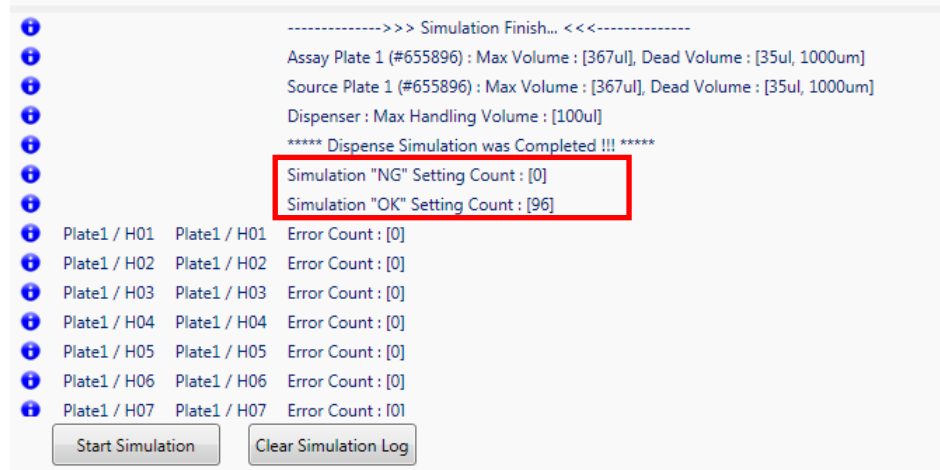 -------------->>> Simulation Finish... <<<--------------
Assay Plate 1 (#655896) : Max Volume : [367ul], Dead Volume : [35ul, 1000um]
Source Plate 1 (#655896) : Max Volume : [367ul], Dead Volume : [35ul, 1000um]
Dispenser : Max Handling Volume : [100ul]
***** Dispense Simulation was Completed !!! *****
Simulation "NG" Setting Count : [0]
Simulation "OK" Setting Count : [96]
Plate1 / H01 Plate1 / H01 Error Count : [0]
Plate1 / H02 Plate1 / H02 Error Count : [0]
Plate1 / H03 Plate1 / H03 Error Count : [0]
Plate1 / H04 Plate1 / H04 Error Count : [0]
Plate1 / H05 Plate1 / H05 Error Count : [0]
Plate1 / H06 Plate1 / H06 Error Count : [0]
Plate1 / H07 Plate1 / H07 Error Count : [0]
Start Simulation Clear Simulation Log